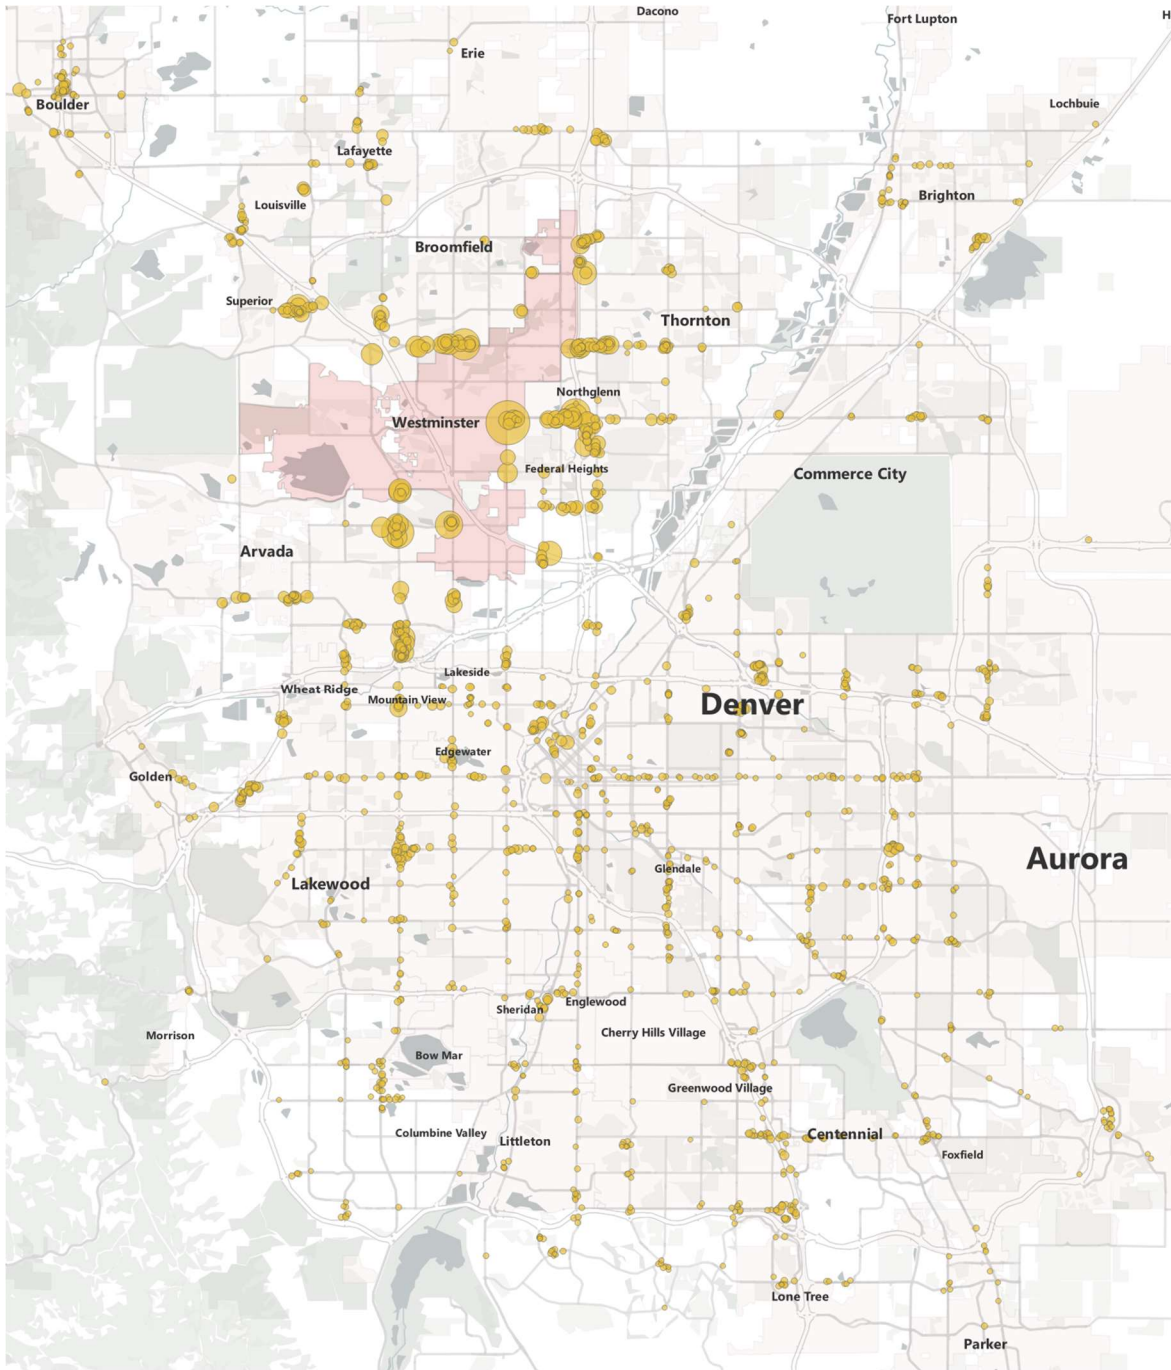 Dacono
Fort Lupton
H
Erie
Boulder
Lochbuie
Lafayette
Louisville
Brighton
Broomfield
Superior
Thornton
Northglenn
Westminster
Federal Heights
Commerce City
Arvada
Lakeside
Wheat Ridge
Mountain View
Denver
Edgewater
Golden
Aurora
Glendale
Lakewood
Englewood
Sheridan
Cherry Hills Village
Morrison
Bow Mar
Greenwood Village
Columbine Valley
Centennial
Littleton
Foxfield
Lone Tree
Parker